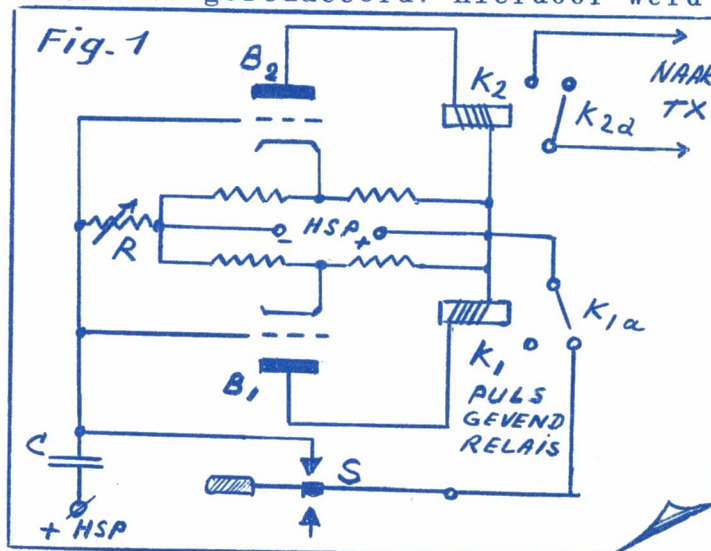 Fig. 1
B2
K2
NAAR
TX
K2a
- HSP +
R
K1a
B1
K1
PULS
GEVEND
RELAIS
C
S
+ HSP